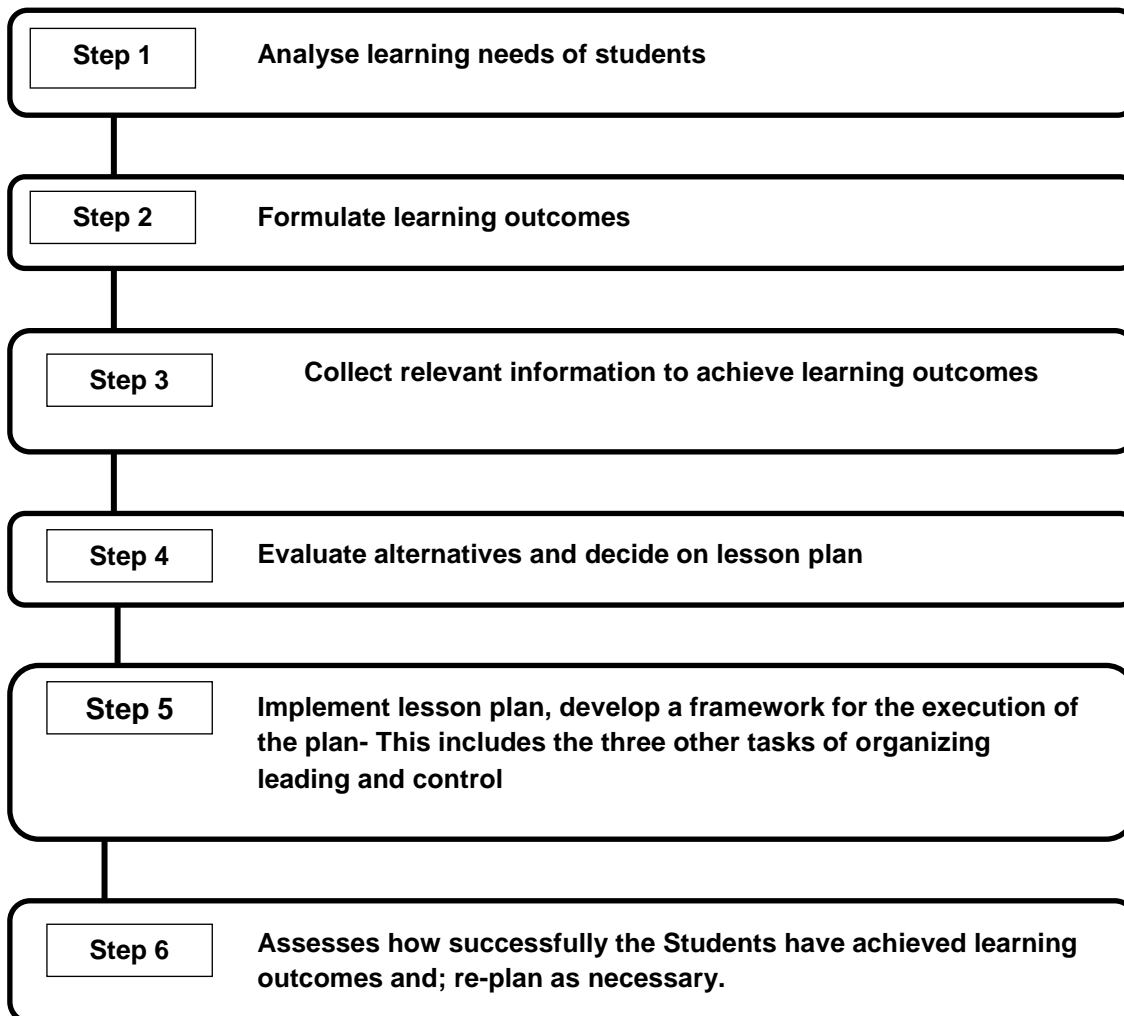 Step 1
Analyse learning needs of students
Step 2
Formulate learning outcomes
Step 3
Collect relevant information to achieve learning outcomes
Step 4
Evaluate alternatives and decide on lesson plan
Step 5
Implement lesson plan, develop a framework for the execution of
the plan- This includes the three other tasks of organizing
leading and control
Step 6
Assesses how successfully the Students have achieved learning
outcomes and; re-plan as necessary.